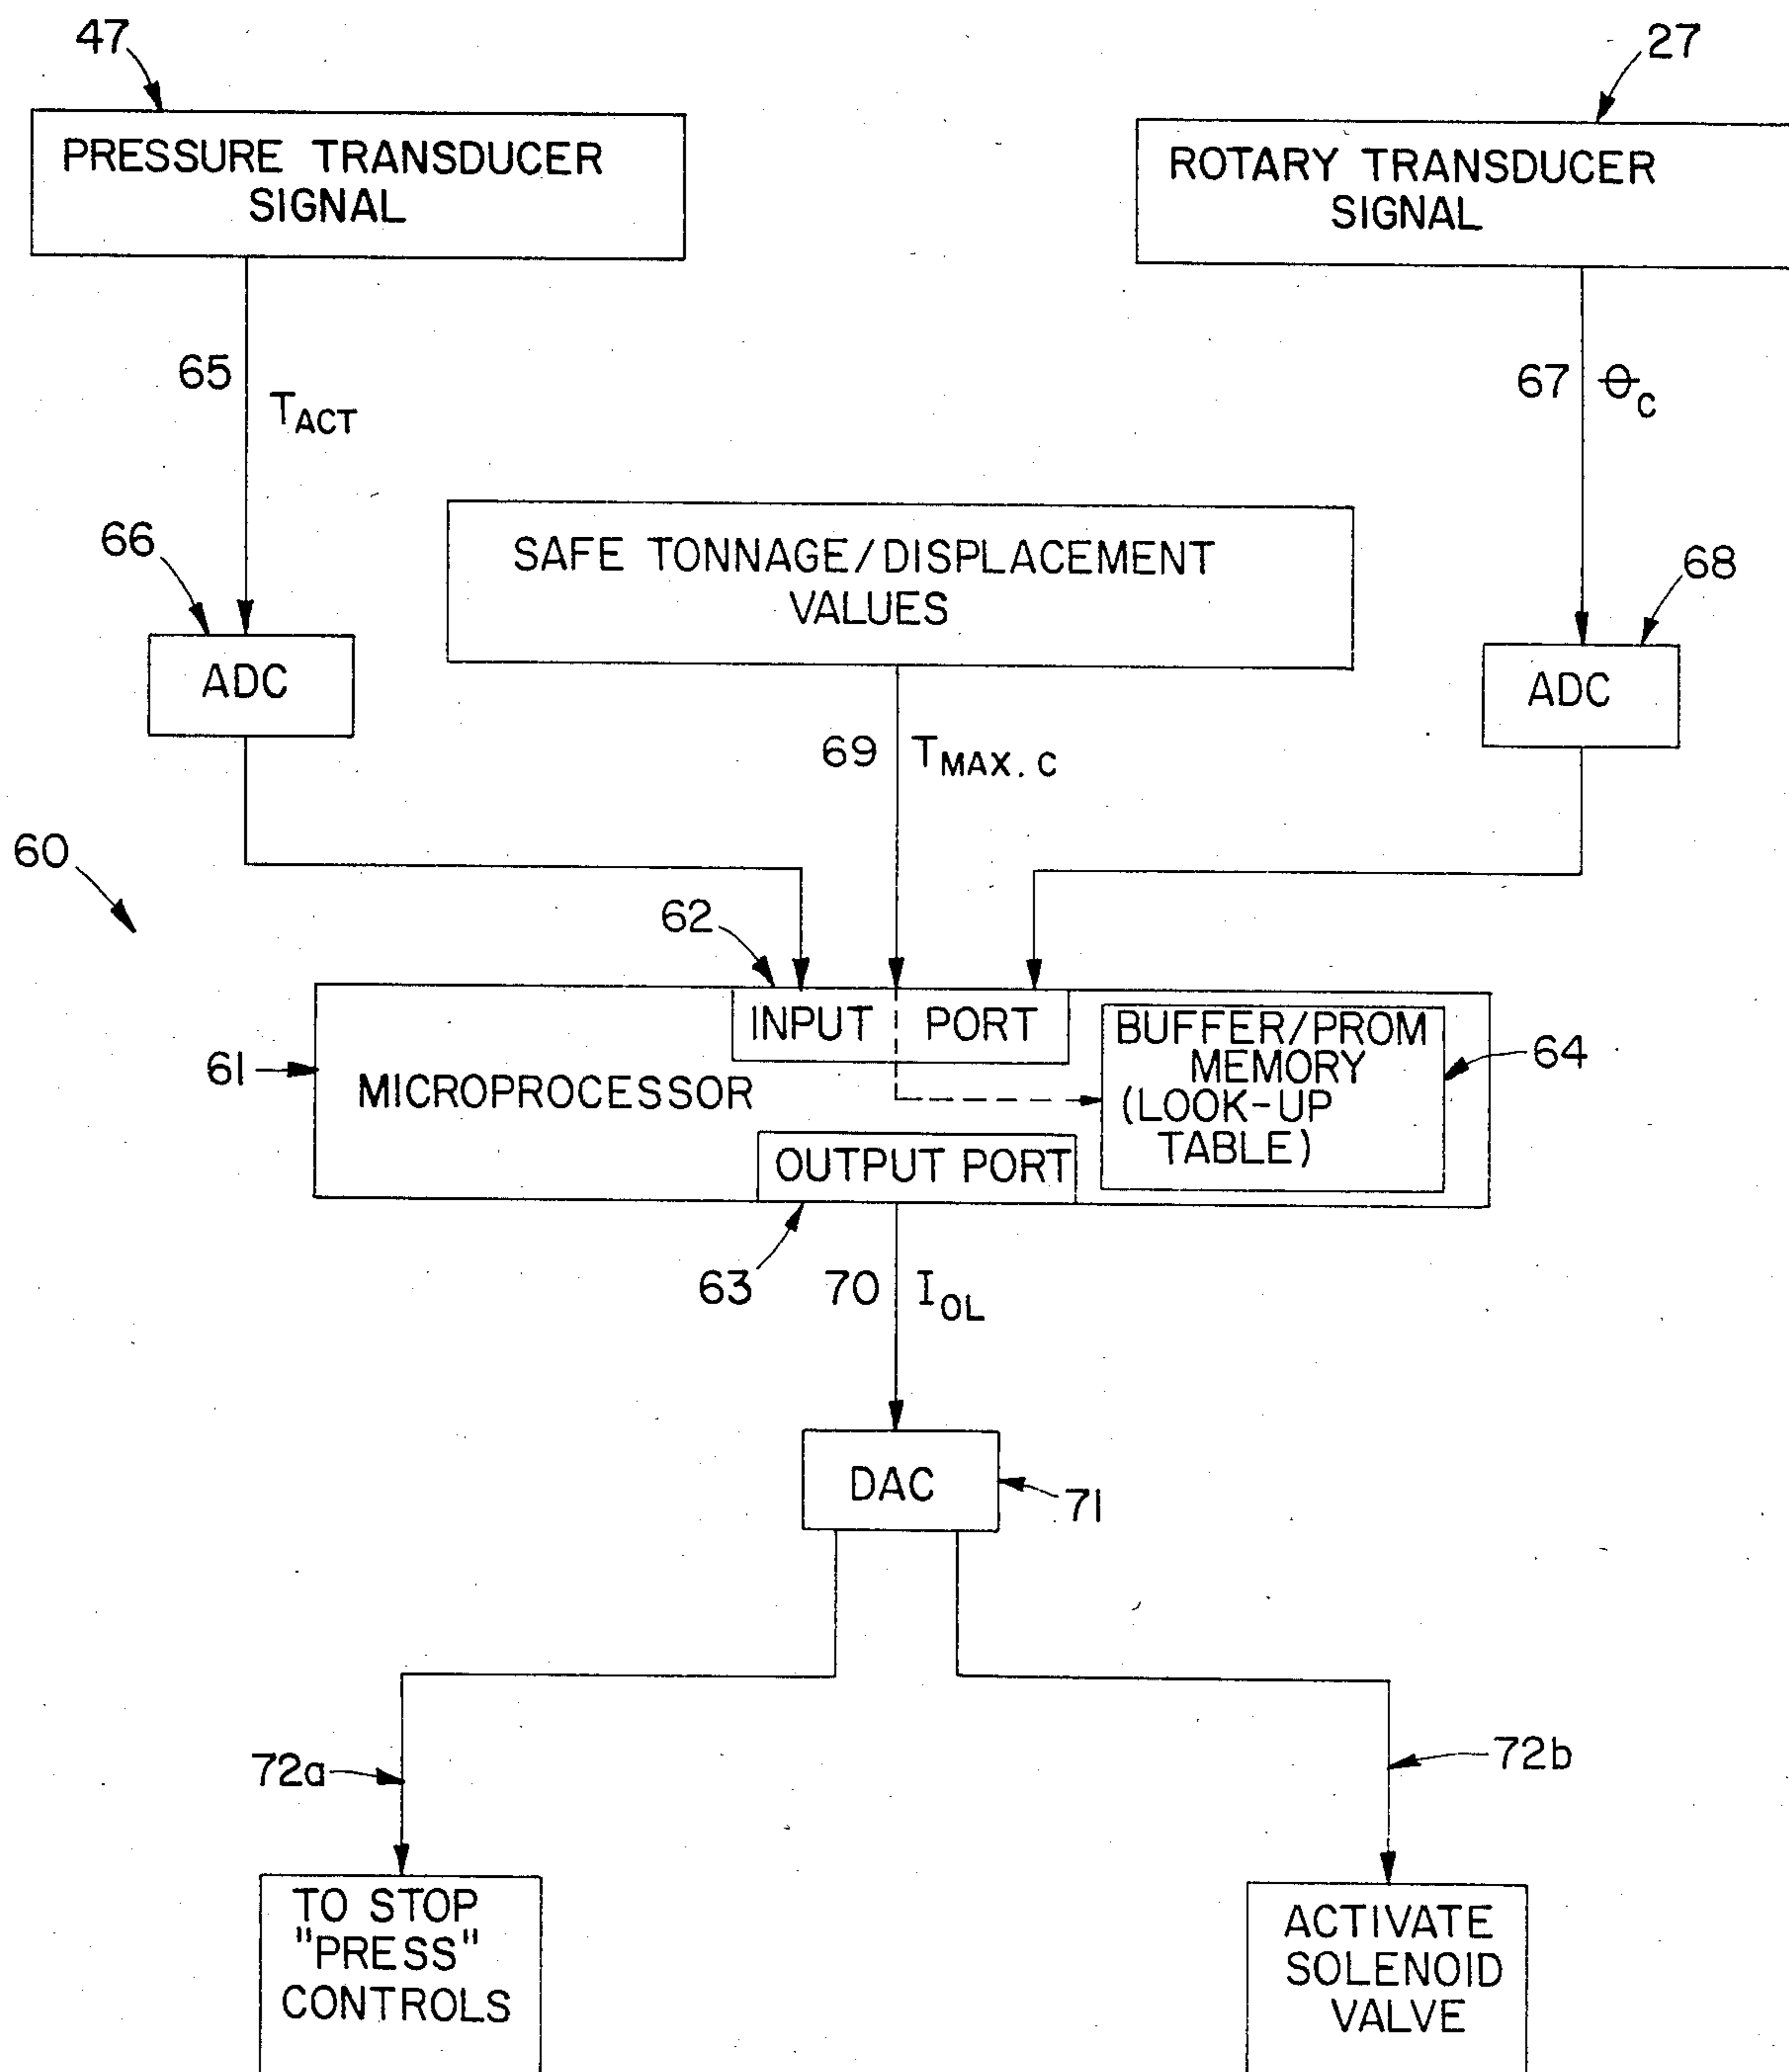 47
27
PRESSURE TRANSDUCER
SIGNAL
ROTARY TRANSDUCER
SIGNAL
65
TACT
67 θC
66
SAFE TONNAGE/DISPLACEMENT
VALUES
68
ADC
ADC
69 TMAX. C
60
62
INPUT PORT
BUFFER/PROM
MEMORY
(LOOK-UP
TABLE)
64
61
MICROPROCESSOR
OUTPUT PORT
63
70 IOL
DAC
71
72a
72b
TO STOP
"PRESS"
CONTROLS
ACTIVATE
SOLENOID
VALVE